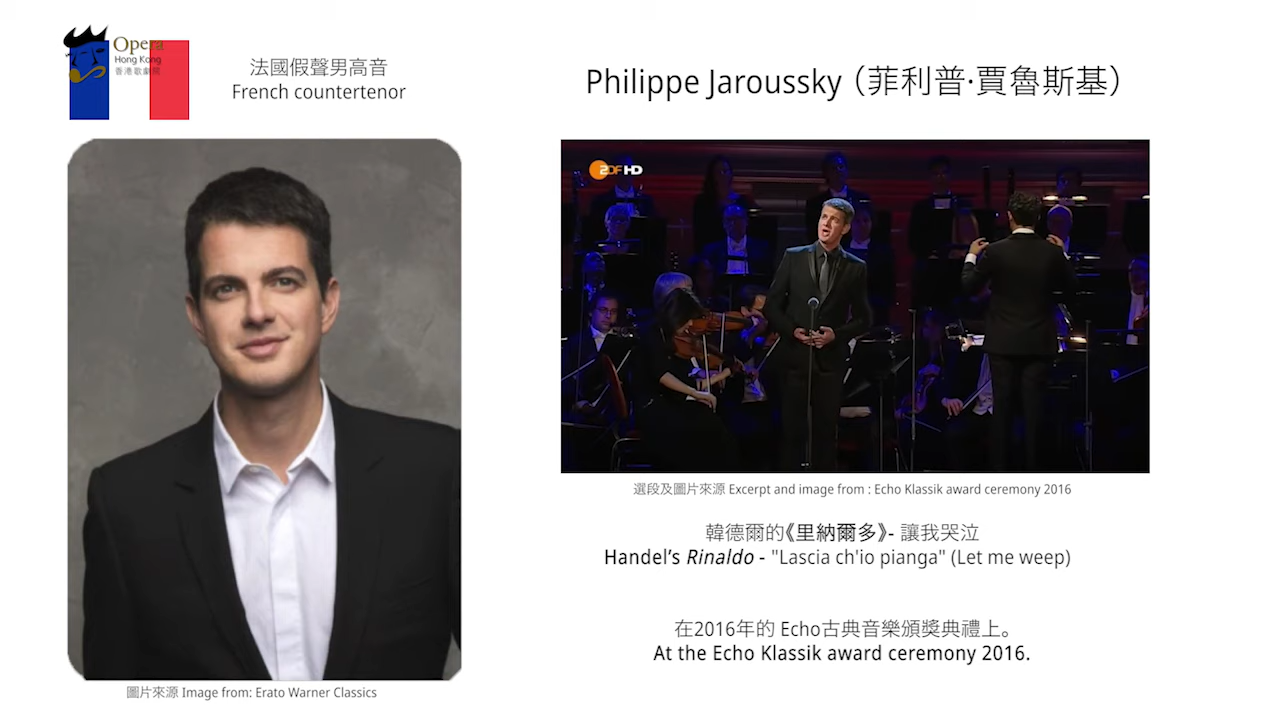 Opera
Hong Kong
香港歌劇院
法國假聲男高音
French countertenor
Philippe Jaroussky（菲利普·賈魯斯基）
ZDF HD
選段及圖片來源 Excerpt and image from : Echo Klassik award ceremony 2016
韓德爾的《里納爾多》- 讓我哭泣
Handel’s Rinaldo - "Lascia ch'io pianga" (Let me weep)
在2016年的 Echo古典音樂頒獎典禮上。
At the Echo Klassik award ceremony 2016.
圖片來源 Image from: Erato Warner Classics